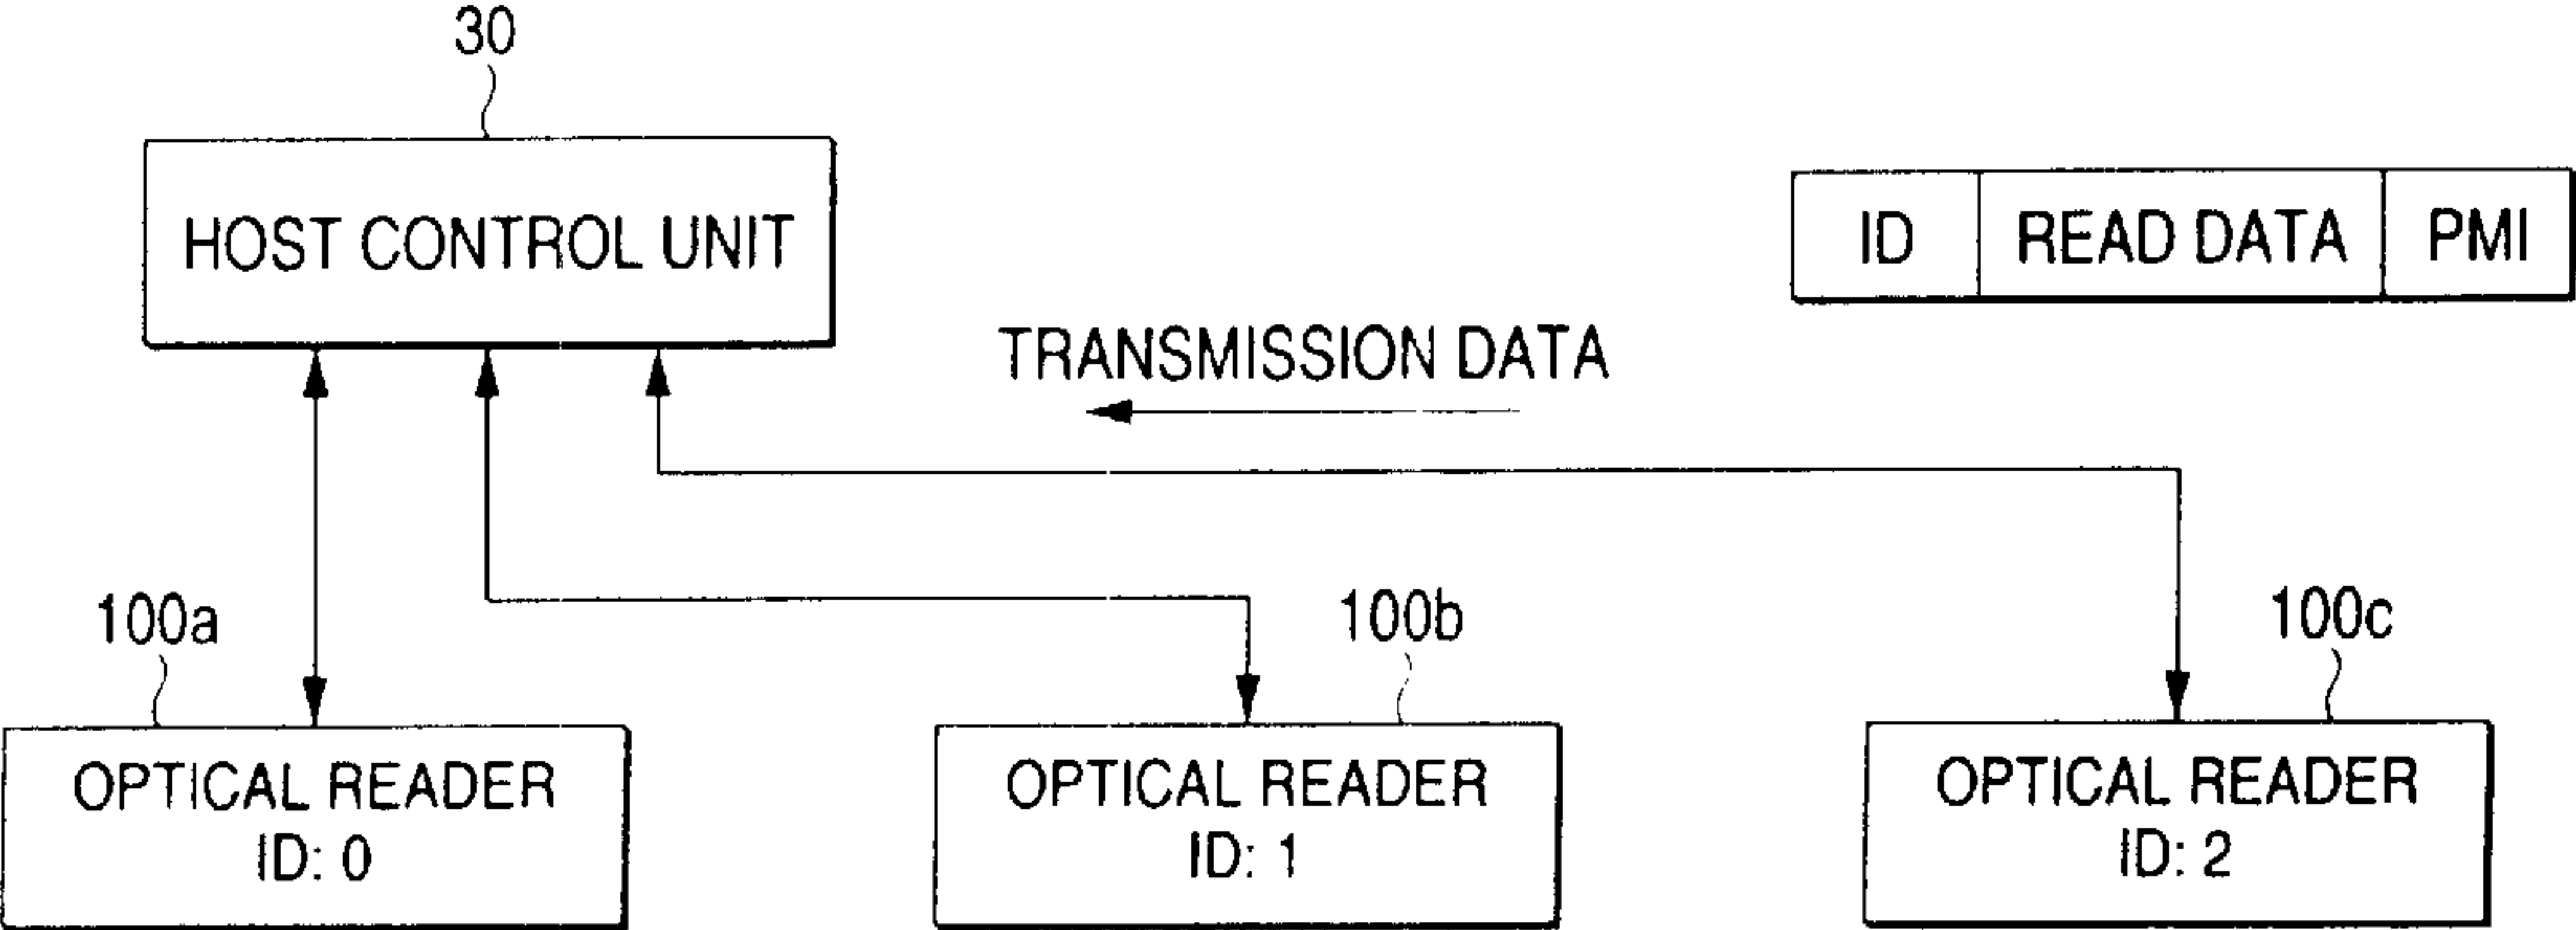 30
HOST CONTROL UNIT
ID READ DATA PMI
TRANSMISSION DATA
100a
100b
100c
OPTICAL READER
ID: 0
OPTICAL READER
ID: 1
OPTICAL READER
ID: 2